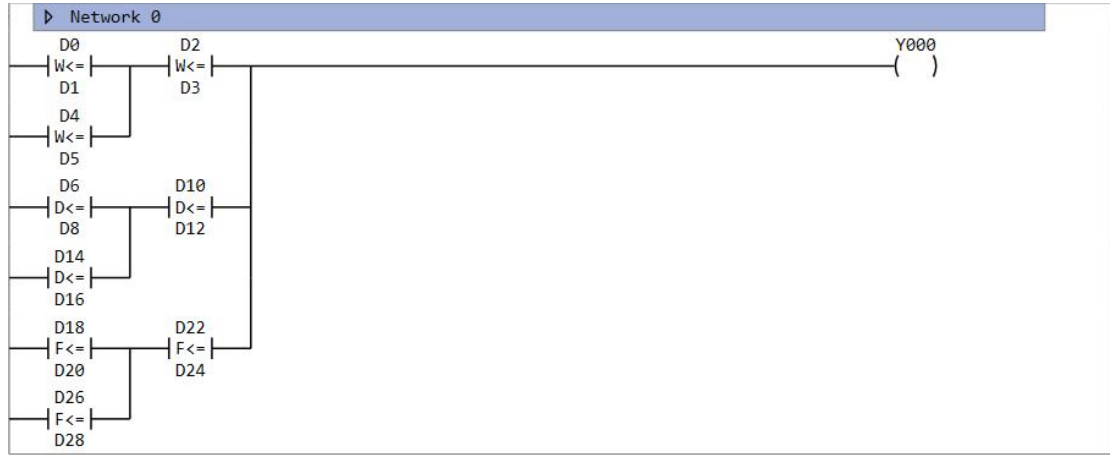 Network 0
D0 D2 Y000
W<= W<= ( )
D1 D3
D4
W<=
D5
D6 D10
D<= D<=
D8 D12
D14
D<=
D16
D18 D22
F<= F<=
D20 D24
D26
F<=
D28